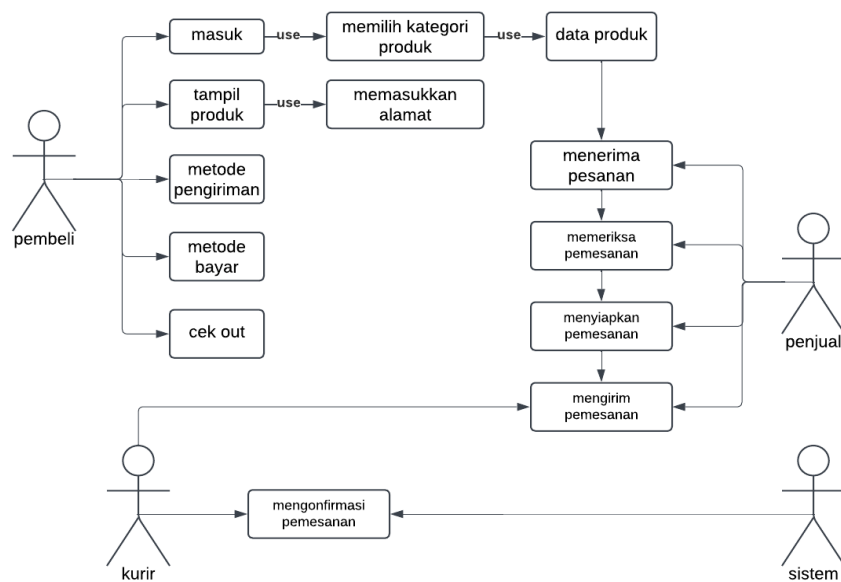 masuk
use
memilih kategori
produk
use
data produk
tampil
produk
use
memasukkan
alamat
metode
pengiriman
menerima
pesanan
pembeli
metode
bayar
memeriksa
pemesanan
cek out
menyiapkan
pemesanan
penjual
mengirim
pemesanan
mengonfirmasi
pemesanan
kurir
sistem